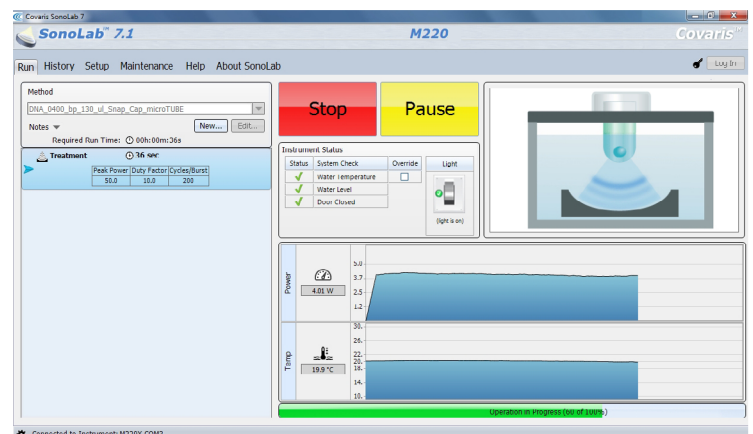 Covaris SonoLab 7
SonoLab™ 7.1 M220 Covaris
Run History Setup Maintenance Help About SonoLab Log In
Method
DNA_0400_bp_130_ul_Snap_Cap_microTUBE
Notes New... Edit...
Required Run Time: 00h:00m:36s
Treatment 36 sec
Peak Power Duty Factor Cycles/Burst
50.0 10.0 200
Stop Pause
Instrument Status
Status System Check Override Light
Water Temperature
Water Level
Door Closed
(light is on)
Power
4.01 W
5.0
3.7
2.5
1.2
Temp
19.9 °C
30.
26.
22.
20.
18.
14.
10.
Operation in Progress (60 of 100%)
Connected to Instrument: M220X COM3